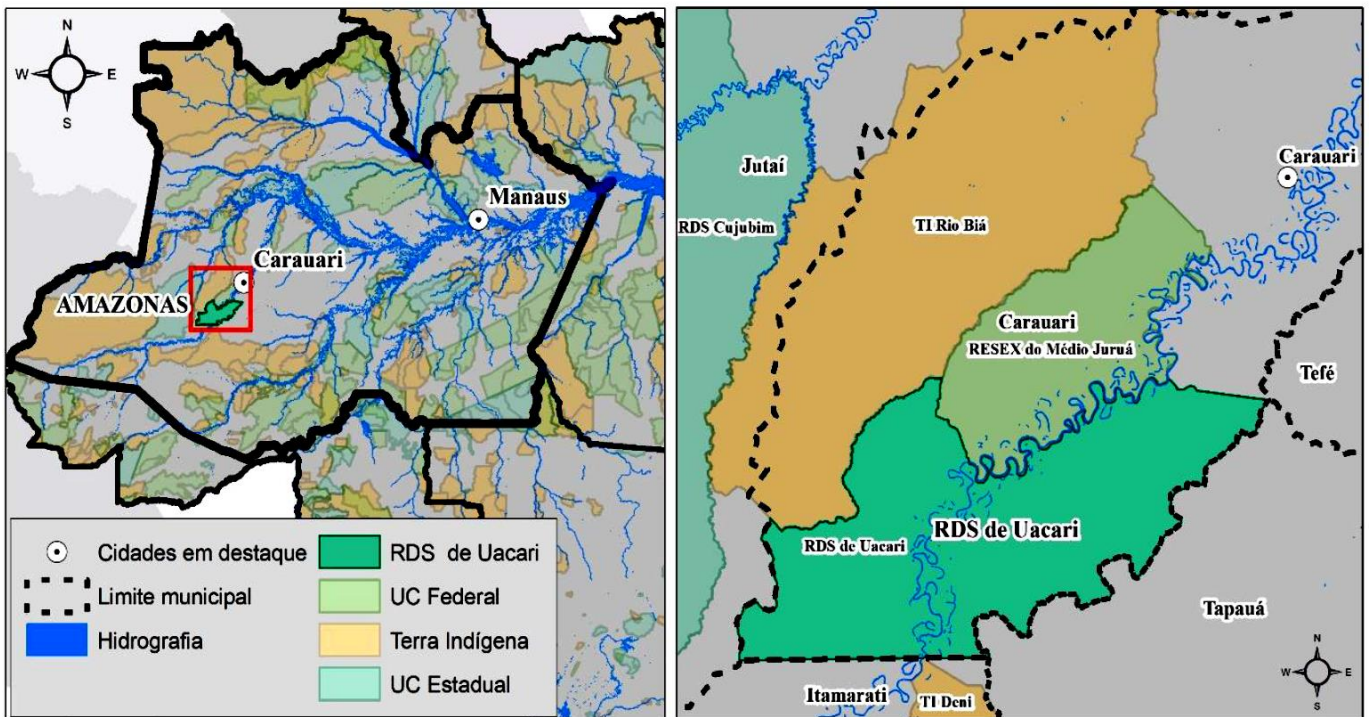 N
W E
S
Manaus
Carauari
AMAZONAS
Cidades em destaque
Limite municipal
Hidrografia
RDS de Uacari
UC Federal
Terra Indígena
UC Estadual
Carauari
Jutaí
RDS Cujubim
TI Rio Biá
Carauari
RESEX do Médio Juruá
Tefé
RDS de Uacari
RDS de Uacari
Tapauá
N
W E
S
Itamarati
TI Deni